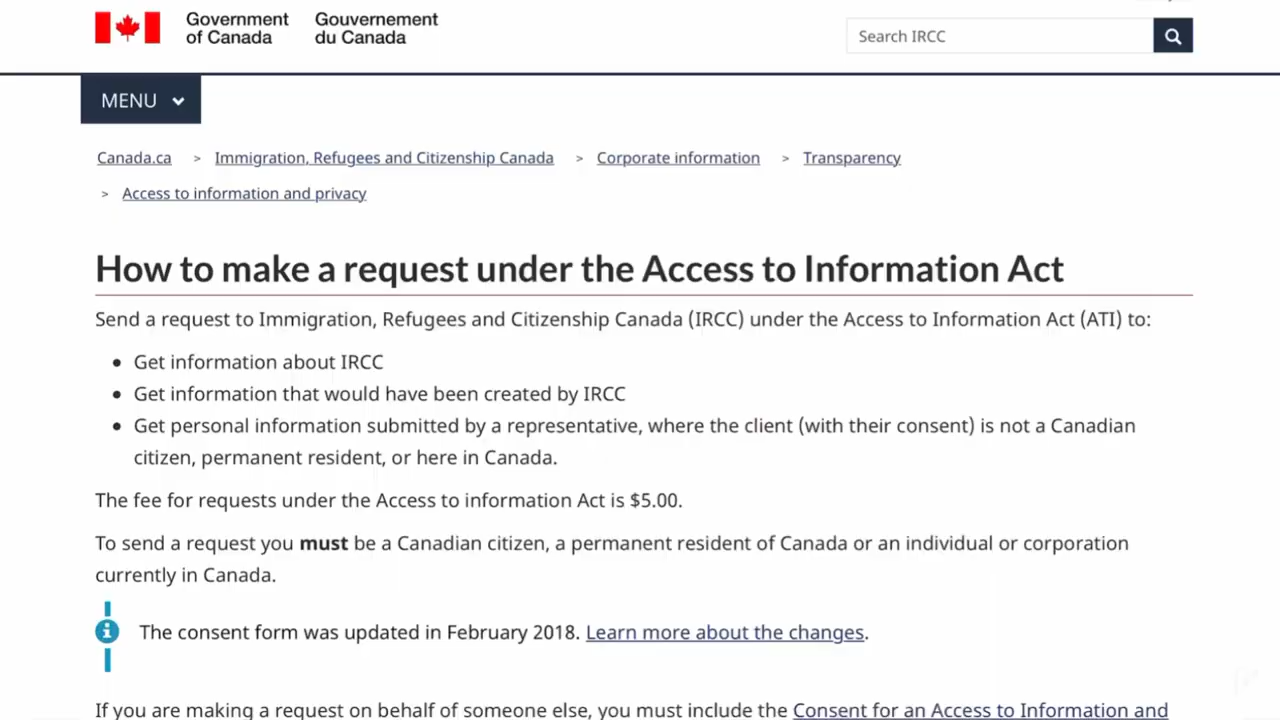 Government Gouvernement
of Canada du Canada
Search IRCC
MENU
Canada.ca > Immigration, Refugees and Citizenship Canada > Corporate information > Transparency
> Access to information and privacy
How to make a request under the Access to Information Act
Send a request to Immigration, Refugees and Citizenship Canada (IRCC) under the Access to Information Act (ATI) to:
• Get information about IRCC
• Get information that would have been created by IRCC
• Get personal information submitted by a representative, where the client (with their consent) is not a Canadian
citizen, permanent resident, or here in Canada.
The fee for requests under the Access to information Act is $5.00.
To send a request you must be a Canadian citizen, a permanent resident of Canada or an individual or corporation
currently in Canada.
The consent form was updated in February 2018. Learn more about the changes.
If you are making a request on behalf of someone else, you must include the Consent for an Access to Information and